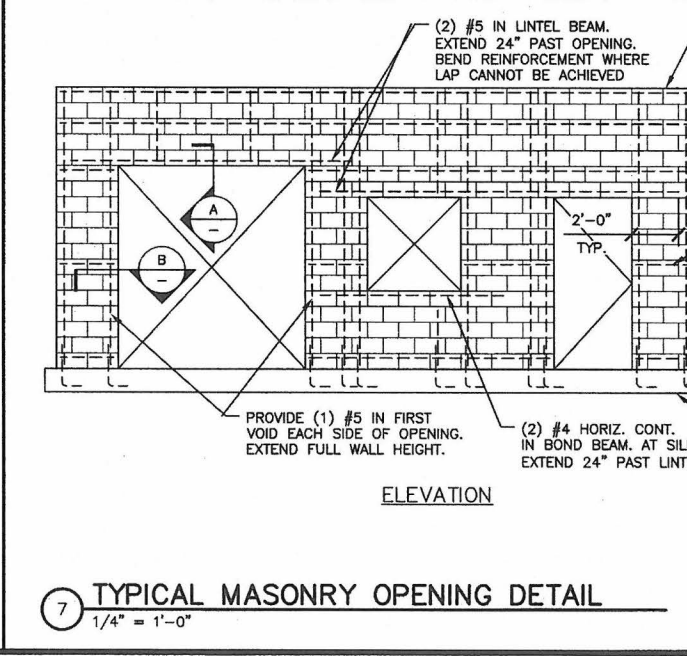 (2) #5 IN LINTEL BEAM.
EXTEND 24" PAST OPENING.
BEND REINFORCEMENT WHERE
LAP CANNOT BE ACHIEVED
A
-
B
-
2'-0"
TYP.
PROVIDE (1) #5 IN FIRST
VOID EACH SIDE OF OPENING.
EXTEND FULL WALL HEIGHT.
(2) #4 HORIZ. CONT.
IN BOND BEAM. AT
EXTEND 24" PAST
ELEVATION
7
TYPICAL MASONRY OPENING DETAIL
1/4" = 1'-0"